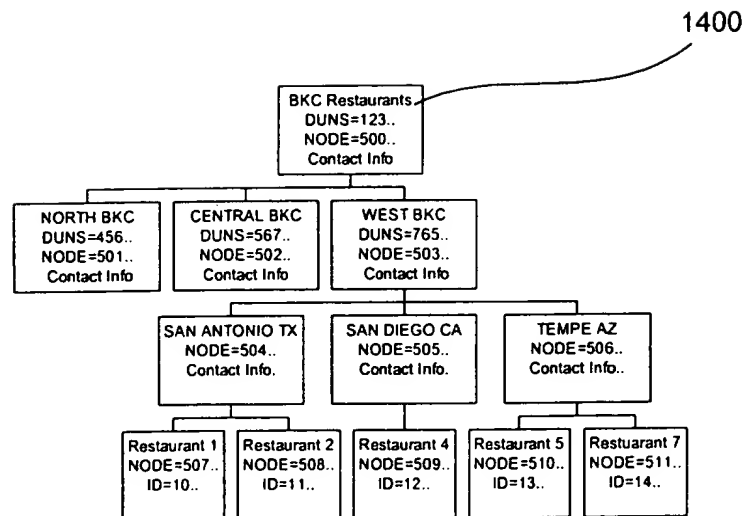 1400
BKC Restaurants
DUNS=123..
NODE=500..
Contact Info
NORTH BKC
DUNS=456..
NODE=501..
Contact Info
CENTRAL BKC
DUNS=567..
NODE=502..
Contact Info
WEST BKC
DUNS=765..
NODE=503..
Contact Info
SAN ANTONIO TX
NODE=504..
Contact Info.
SAN DIEGO CA
NODE=505..
Contact Info.
TEMPE AZ
NODE=506..
Contact Info..
Restaurant 1
NODE=507..
ID=10..
Restaurant 2
NODE=508..
ID=11..
Restaurant 4
NODE=509..
ID=12..
Restaurant 5
NODE=510..
ID=13..
Restuarant 7
NODE=511..
ID=14..